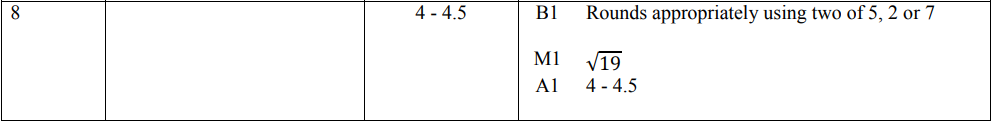 8 4 - 4.5 B1 Rounds appropriately using two of 5, 2 or 7
M1 √19
A1 4 - 4.5